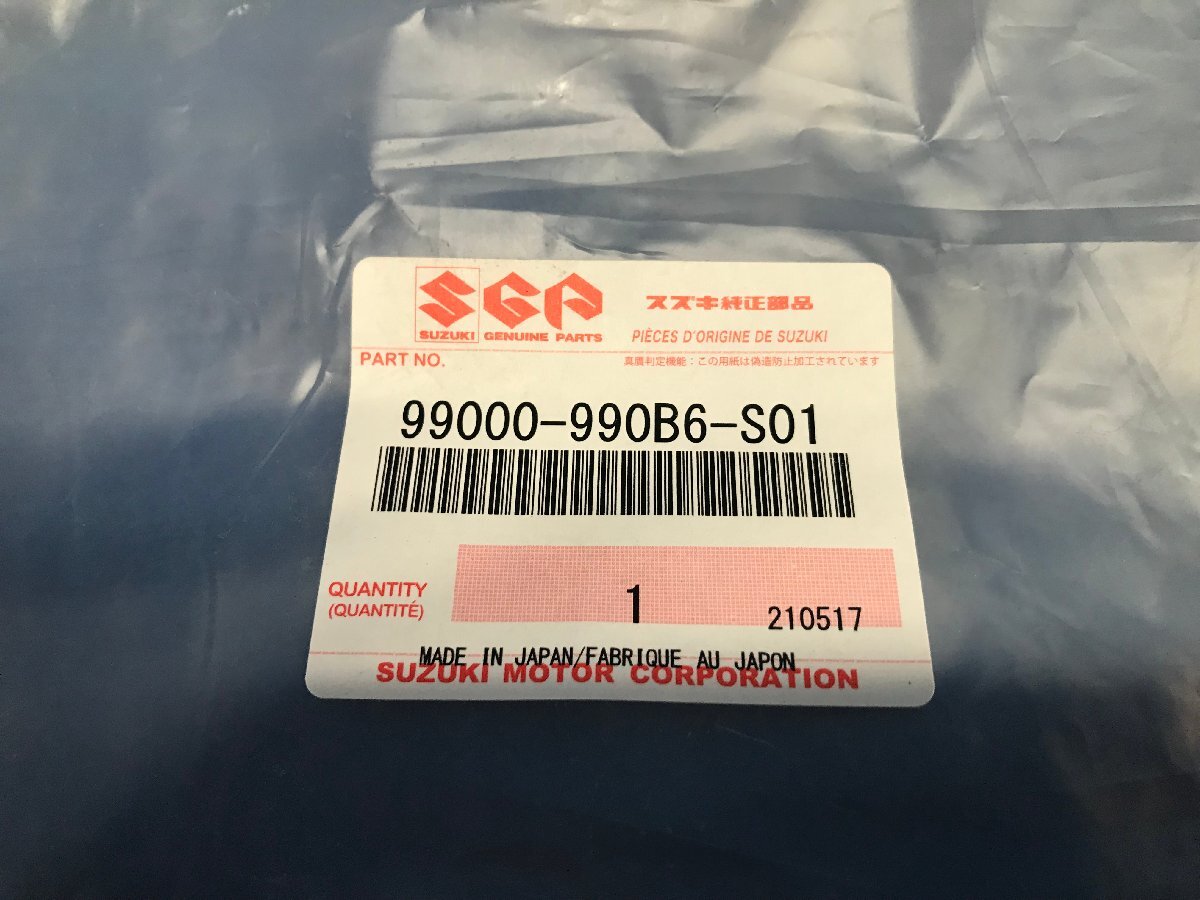 SGP スズキ純正部品
SUZUKI GENUINE PARTS PIÈCES D'ORIGINE DE SUZUKI
PART NO. 真贋判定機能：この用紙は偽造防止加工されています
99000-990B6-S01
QUANTITY
(QUANTITÉ) 1 210517
MADE IN JAPAN/FABRIQUE AU JAPON
SUZUKI MOTOR CORPORATION